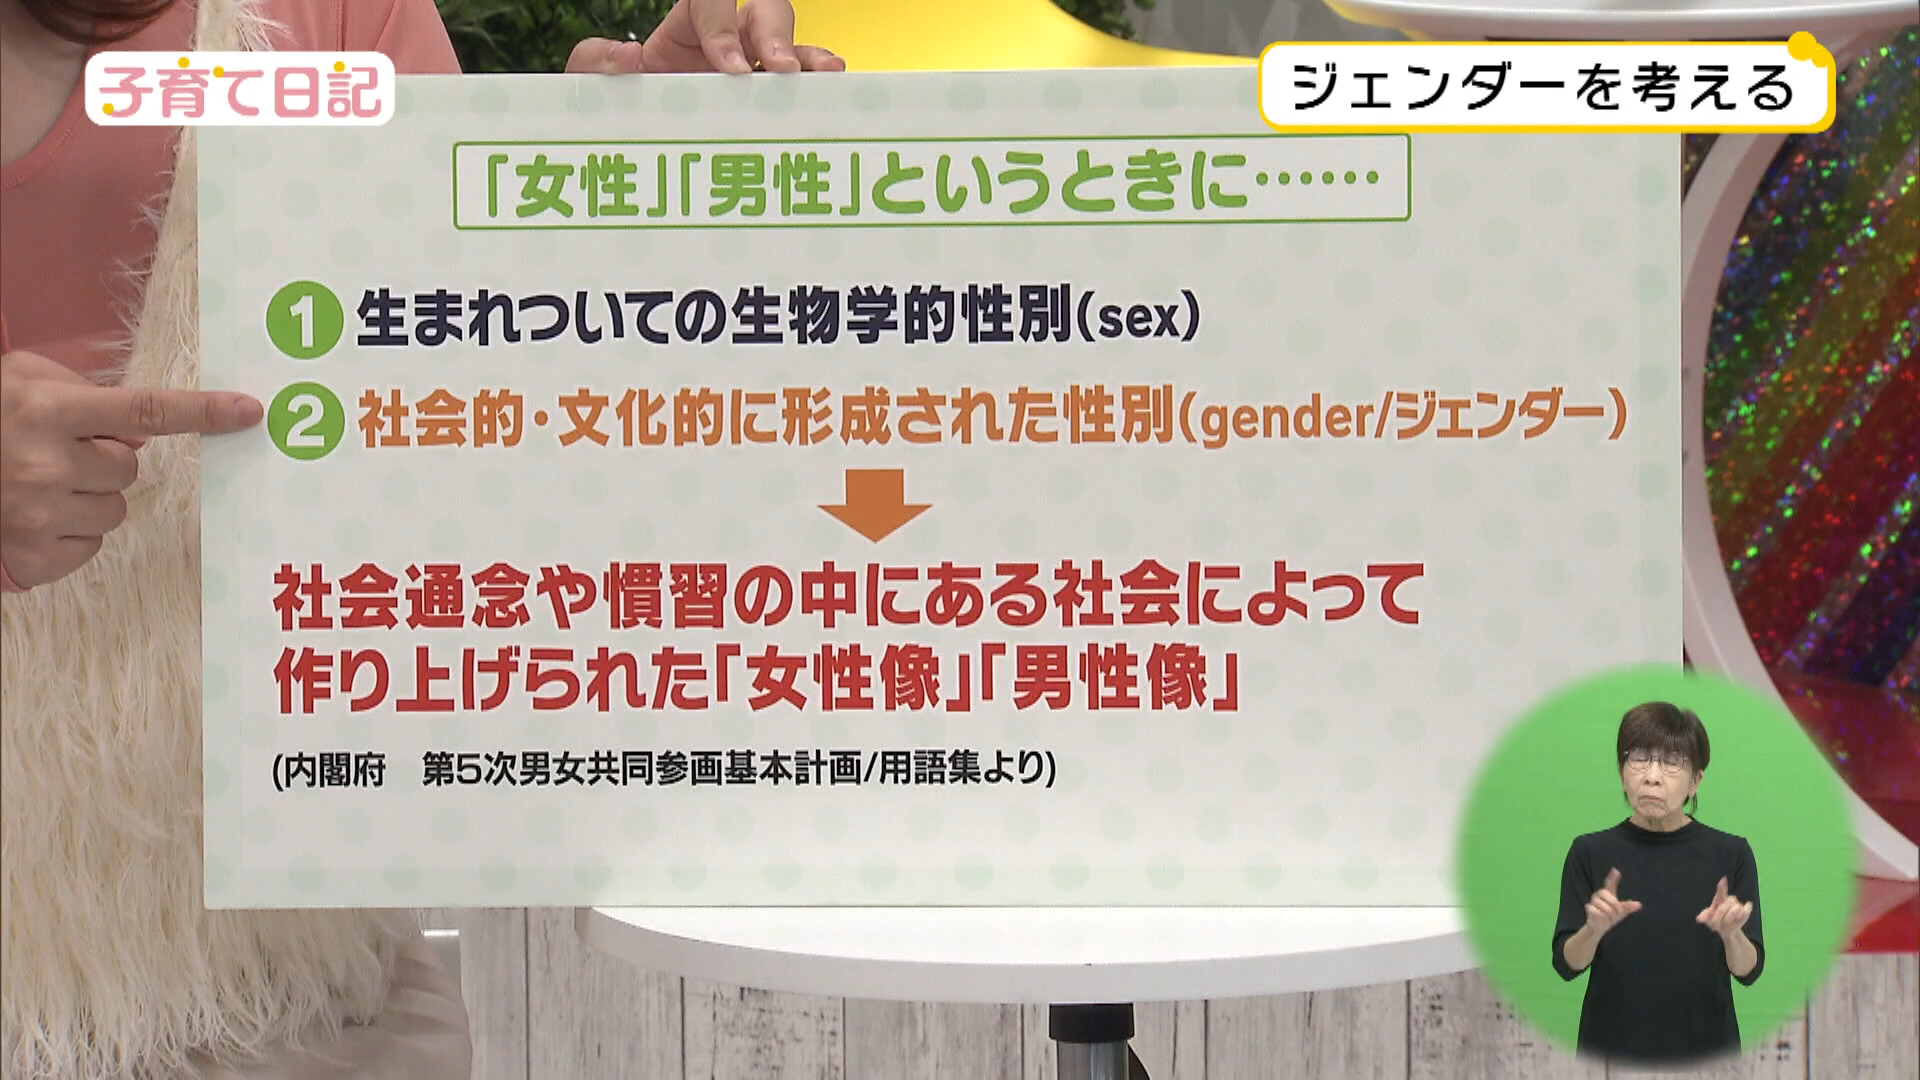 子育て日記
ジェンダーを考える
「女性」「男性」というときに……
1 生まれついての生物学的性別(sex)
2 社会的・文化的に形成された性別(gender/ジェンダー)
社会通念や慣習の中にある社会によって
作り上げられた「女性像」「男性像」
(内閣府　第5次男女共同参画基本計画/用語集より)